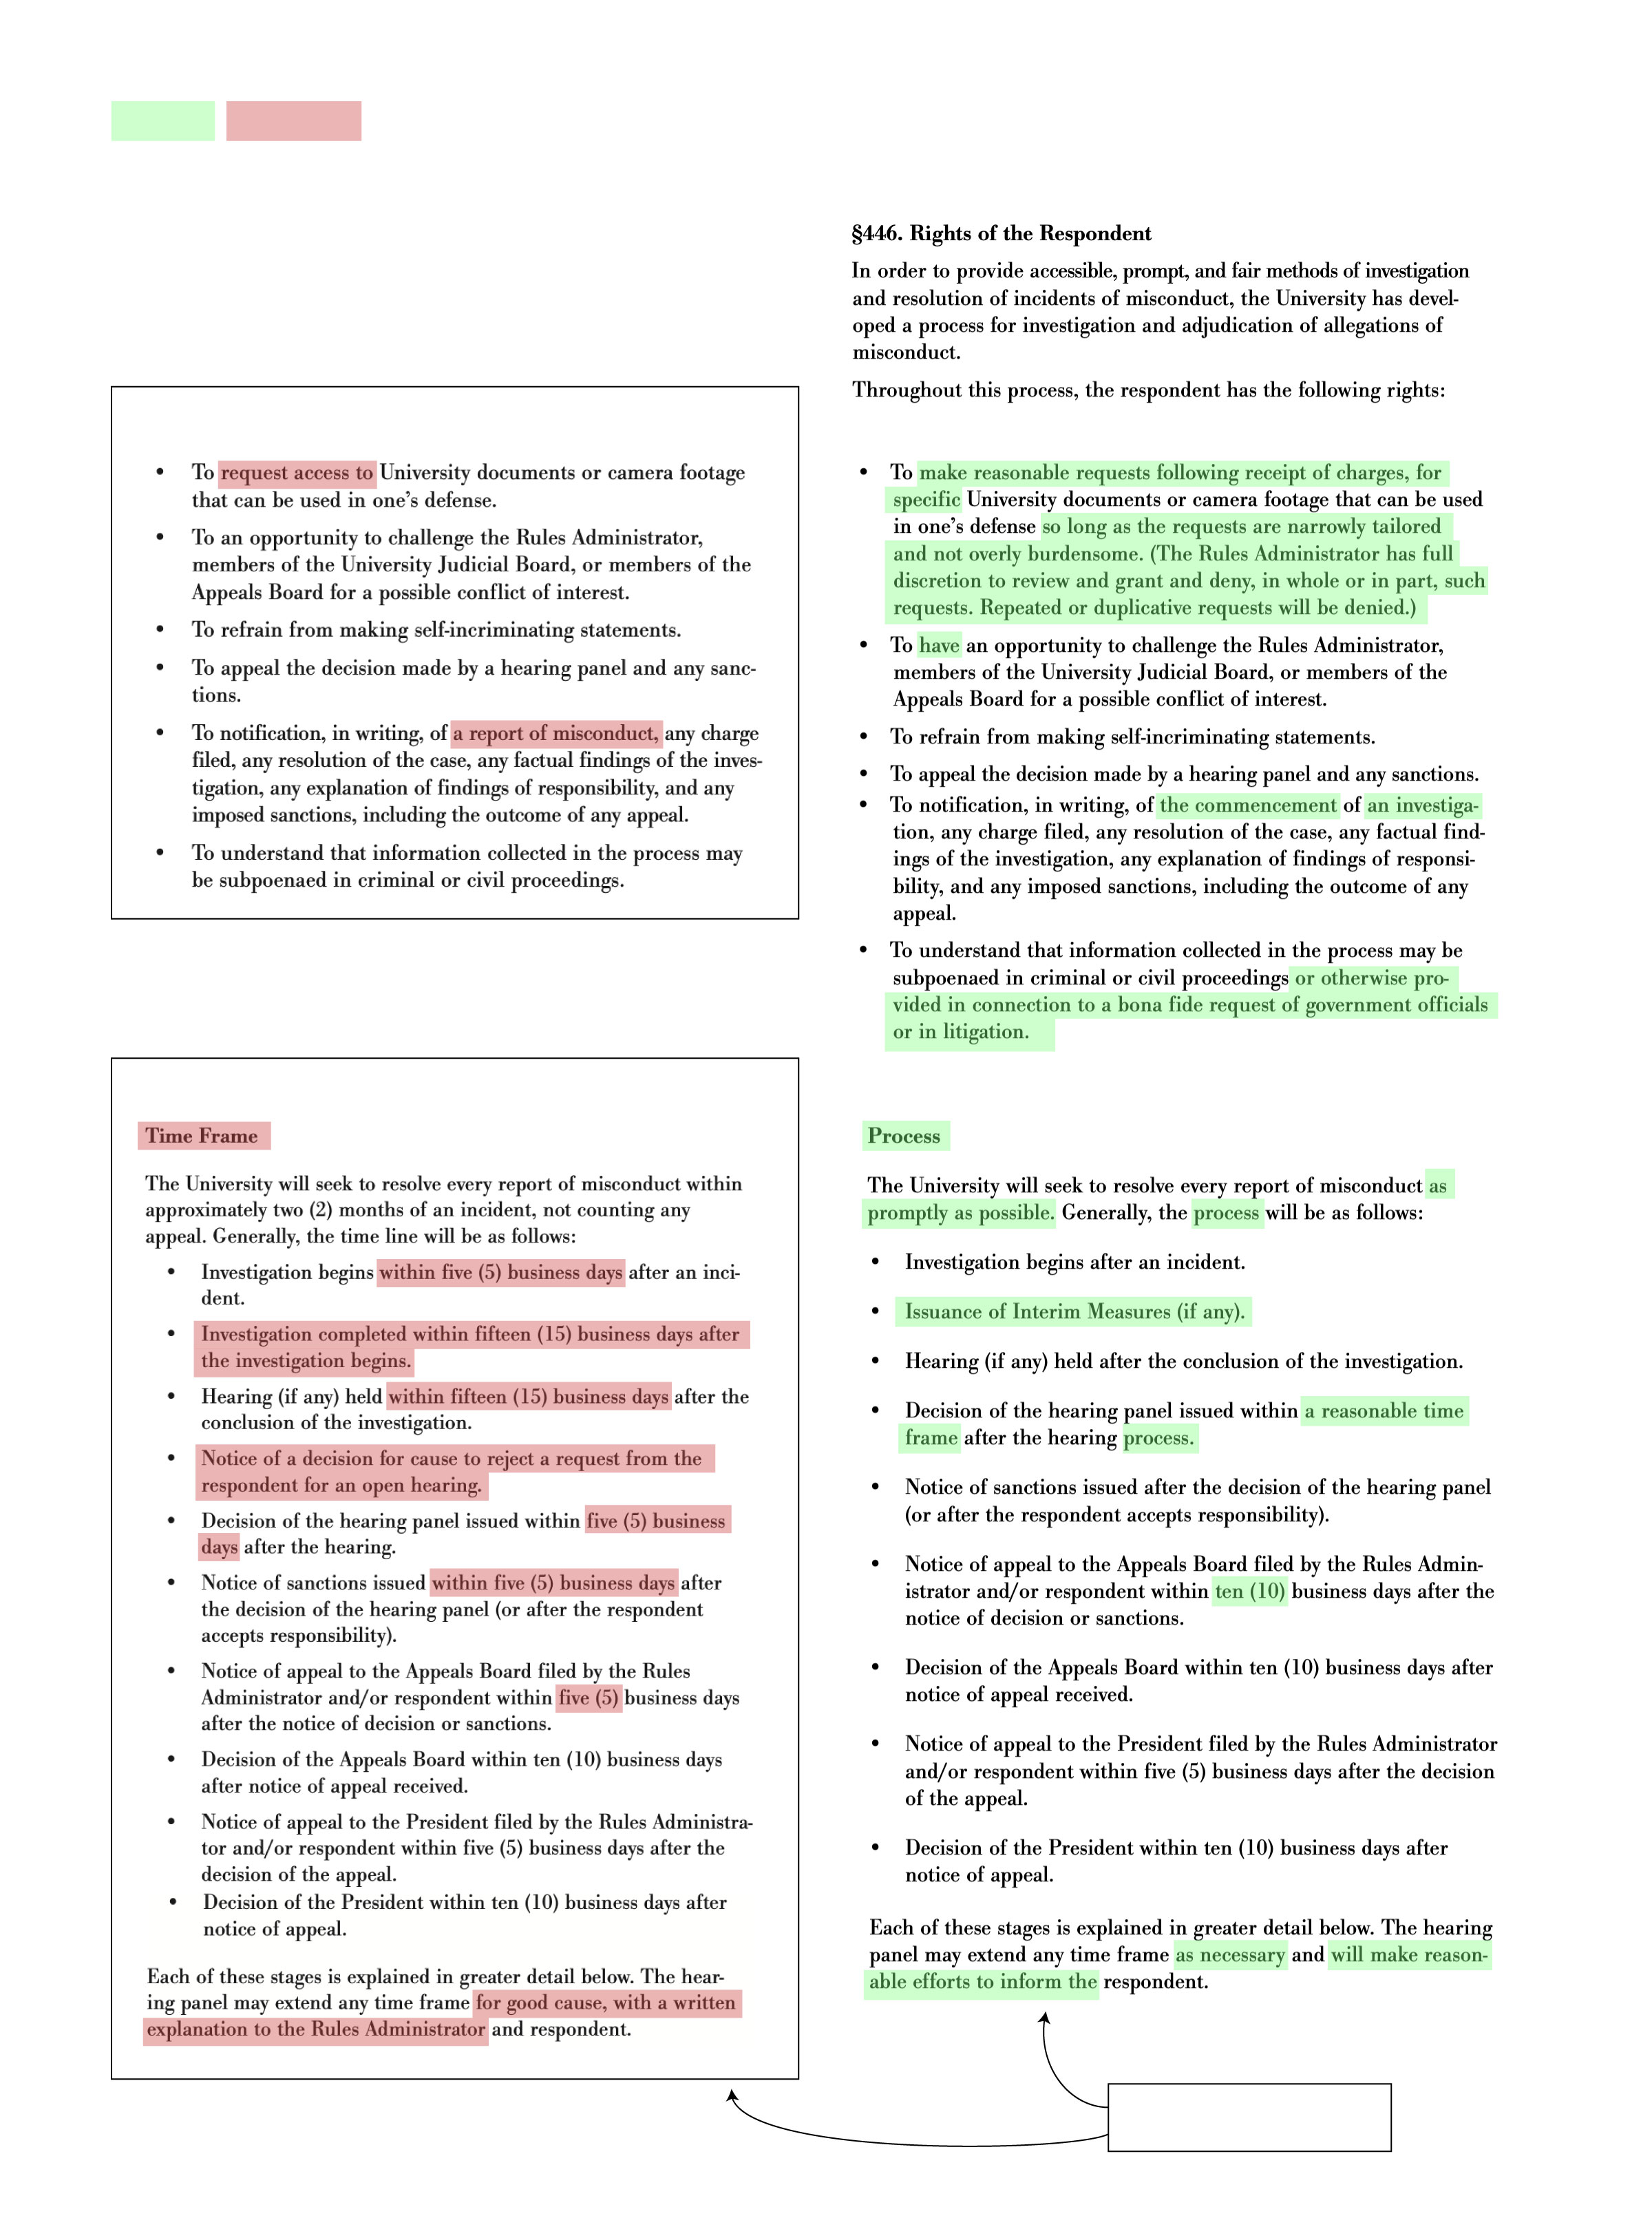 §446. Rights of the Respondent
In order to provide accessible, prompt, and fair methods of investigation
and resolution of incidents of misconduct, the University has devel-
oped a process for investigation and adjudication of allegations of
misconduct.
Throughout this process, the respondent has the following rights:
• To request access to University documents or camera footage
that can be used in one's defense.
• To an opportunity to challenge the Rules Administrator,
members of the University Judicial Board, or members of the
Appeals Board for a possible conflict of interest.
• To refrain from making self-incriminating statements.
• To appeal the decision made by a hearing panel and any sanc-
tions.
• To notification, in writing, of a report of misconduct, any charge
filed, any resolution of the case, any factual findings of the inves-
tigation, any explanation of findings of responsibility, and any
imposed sanctions, including the outcome of any appeal.
• To understand that information collected in the process may
be subpoenaed in criminal or civil proceedings.
• To make reasonable requests following receipt of charges, for
specific University documents or camera footage that can be used
in one's defense so long as the requests are narrowly tailored
and not overly burdensome. (The Rules Administrator has full
discretion to review and grant and deny, in whole or in part, such
requests. Repeated or duplicative requests will be denied.)
• To have an opportunity to challenge the Rules Administrator,
members of the University Judicial Board, or members of the
Appeals Board for a possible conflict of interest.
• To refrain from making self-incriminating statements.
• To appeal the decision made by a hearing panel and any sanctions.
• To notification, in writing, of the commencement of an investiga-
tion, any charge filed, any resolution of the case, any factual find-
ings of the investigation, any explanation of findings of responsi-
bility, and any imposed sanctions, including the outcome of any
appeal.
• To understand that information collected in the process may be
subpoenaed in criminal or civil proceedings or otherwise pro-
vided in connection to a bona fide request of government officials
or in litigation.
Time Frame
The University will seek to resolve every report of misconduct within
approximately two (2) months of an incident, not counting any
appeal. Generally, the time line will be as follows:
• Investigation begins within five (5) business days after an inci-
dent.
• Investigation completed within fifteen (15) business days after
the investigation begins.
• Hearing (if any) held within fifteen (15) business days after the
conclusion of the investigation.
• Notice of a decision for cause to reject a request from the
respondent for an open hearing.
• Decision of the hearing panel issued within five (5) business
days after the hearing.
• Notice of sanctions issued within five (5) business days after
the decision of the hearing panel (or after the respondent
accepts responsibility).
• Notice of appeal to the Appeals Board filed by the Rules
Administrator and/or respondent within five (5) business days
after the notice of decision or sanctions.
• Decision of the Appeals Board within ten (10) business days
after notice of appeal received.
• Notice of appeal to the President filed by the Rules Administra-
tor and/or respondent within five (5) business days after the
decision of the appeal.
• Decision of the President within ten (10) business days after
notice of appeal.
Each of these stages is explained in greater detail below. The hear-
ing panel may extend any time frame for good cause, with a written
explanation to the Rules Administrator and respondent.
Process
The University will seek to resolve every report of misconduct as
promptly as possible. Generally, the process will be as follows:
• Investigation begins after an incident.
• Issuance of Interim Measures (if any).
• Hearing (if any) held after the conclusion of the investigation.
• Decision of the hearing panel issued within a reasonable time
frame after the hearing process.
• Notice of sanctions issued after the decision of the hearing panel
(or after the respondent accepts responsibility).
• Notice of appeal to the Appeals Board filed by the Rules Admin-
istrator and/or respondent within ten (10) business days after the
notice of decision or sanctions.
• Decision of the Appeals Board within ten (10) business days after
notice of appeal received.
• Notice of appeal to the President filed by the Rules Administrator
and/or respondent within five (5) business days after the decision
of the appeal.
• Decision of the President within ten (10) business days after
notice of appeal.
Each of these stages is explained in greater detail below. The hearing
panel may extend any time frame as necessary and will make reason-
able efforts to inform the respondent.